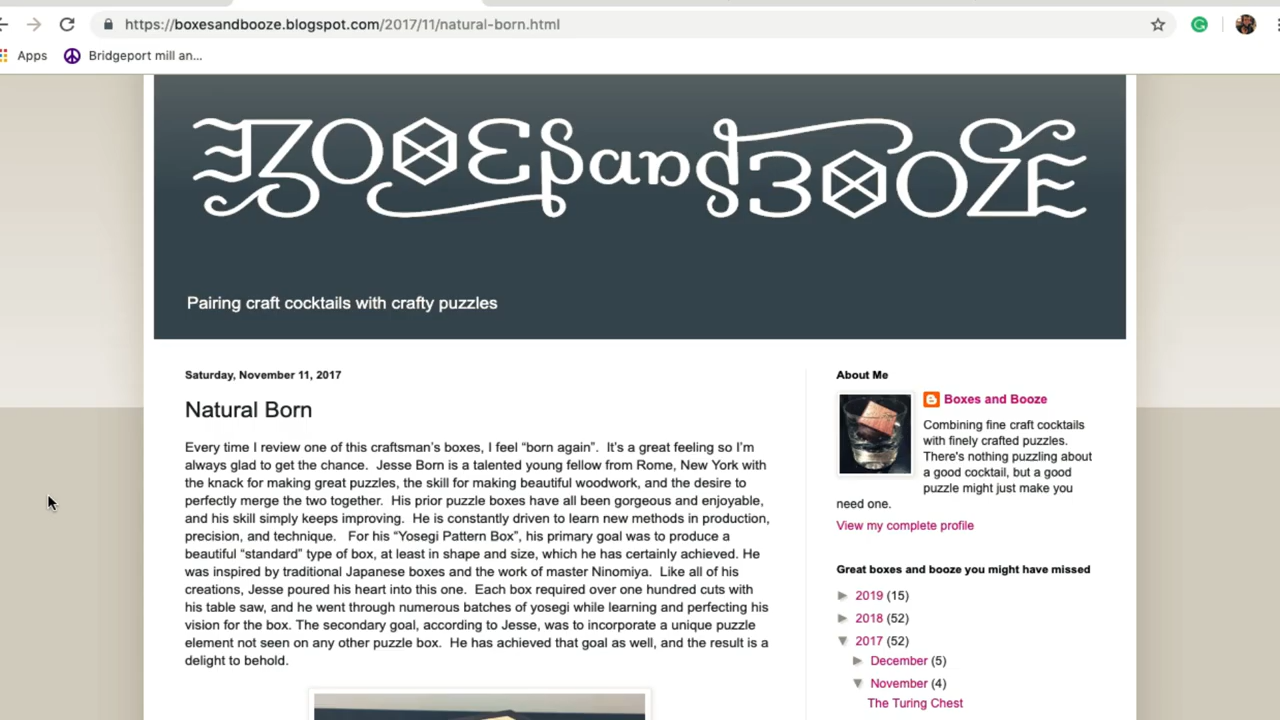 https://boxesandbooze.blogspot.com/2017/11/natural-born.html
Apps
Bridgeport mill an...
BOXES and BOOZE
Pairing craft cocktails with crafty puzzles
Saturday, November 11, 2017
Natural Born
Every time I review one of this craftsman's boxes, I feel “born again”. It's a great feeling so I'm
always glad to get the chance. Jesse Born is a talented young fellow from Rome, New York with
the knack for making great puzzles, the skill for making beautiful woodwork, and the desire to
perfectly merge the two together. His prior puzzle boxes have all been gorgeous and enjoyable,
and his skill simply keeps improving. He is constantly driven to learn new methods in production,
precision, and technique. For his “Yosegi Pattern Box”, his primary goal was to produce a
beautiful “standard” type of box, at least in shape and size, which he has certainly achieved. He
was inspired by traditional Japanese boxes and the work of master Ninomiya. Like all of his
creations, Jesse poured his heart into this one. Each box required over one hundred cuts with
his table saw, and he went through numerous batches of yosegi while learning and perfecting his
vision for the box. The secondary goal, according to Jesse, was to incorporate a unique puzzle
element not seen on any other puzzle box. He has achieved that goal as well, and the result is a
delight to behold.
About Me
Boxes and Booze
Combining fine craft cocktails
with finely crafted puzzles.
There's nothing puzzling about
a good cocktail, but a good
puzzle might just make you
need one.
View my complete profile
Great boxes and booze you might have missed
► 2019 (15)
► 2018 (52)
▼ 2017 (52)
► December (5)
▼ November (4)
The Turing Chest